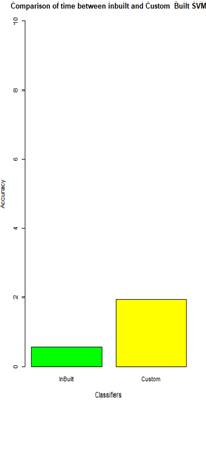 Comparison of time between inbuilt and Custom Built SVM
10
8
6
4
2
0
Accuracy
InBuilt Custom
Classifiers